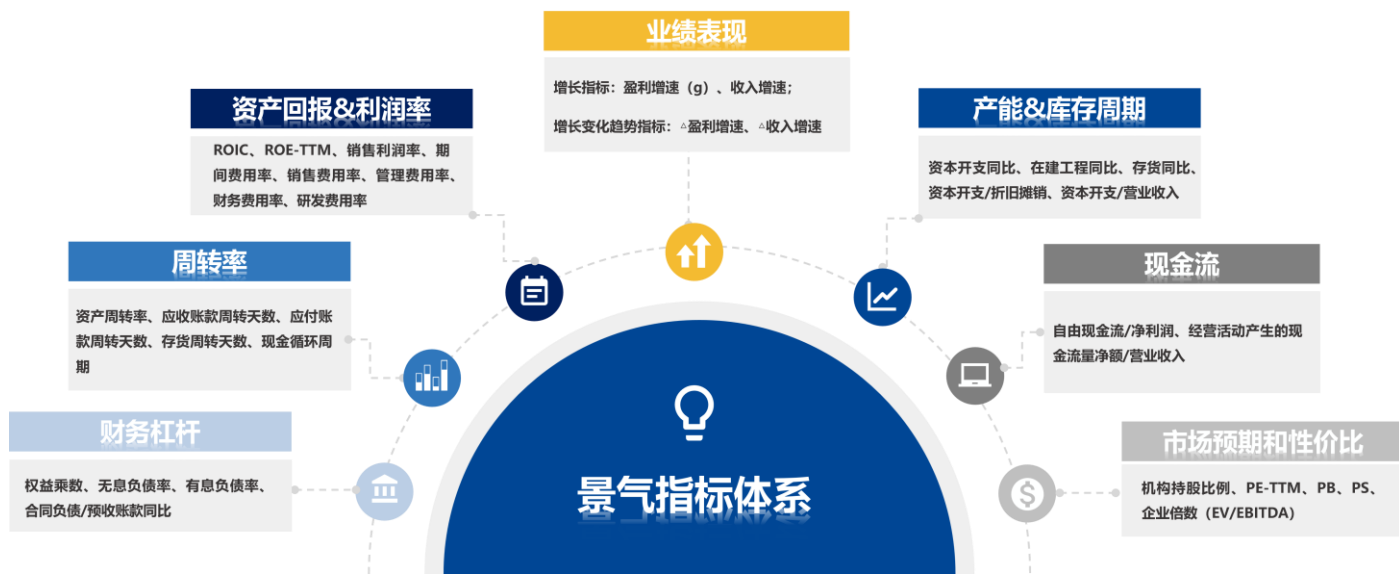 业绩表现
增长指标：盈利增速（g）、收入增速；
增长变化趋势指标：△盈利增速、△收入增速
资产回报&利润率
ROIC、ROE-TTM、销售利润率、期
间费用率、销售费用率、管理费用率、
财务费用率、研发费用率
产能&库存周期
资本开支同比、在建工程同比、存货同比、
资本开支/折旧摊销、资本开支/营业收入
周转率
资产周转率、应收账款周转天数、应付账
款周转天数、存货周转天数、现金循环周
期
现金流
自由现金流/净利润、经营活动产生的现
金流量净额/营业收入
财务杠杆
权益乘数、无息负债率、有息负债率、
合同负债/预收账款同比
市场预期和性价比
机构持股比例、PE-TTM、PB、PS、
企业倍数（EV/EBITDA）
景气指标体系